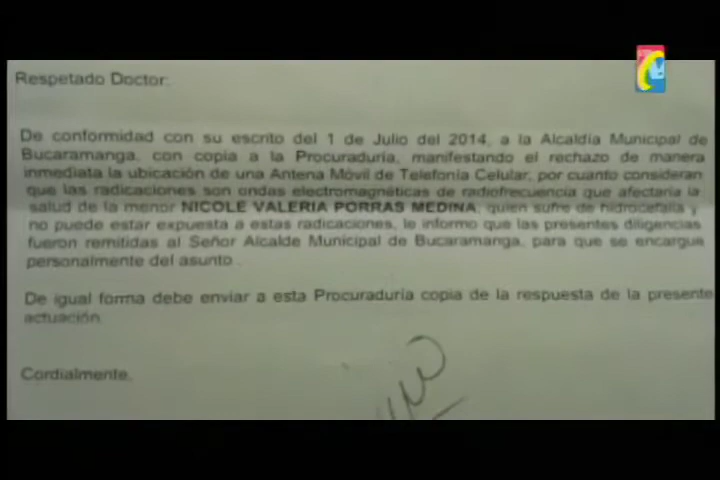 Respetado Doctor:
De conformidad con su escrito del 1 de Julio del 2014, a la Alcaldía Municipal de
Bucaramanga, con copia a la Procuraduría, manifestando el rechazo de manera
inmediata la ubicación de una Antena Móvil de Telefonía Celular, por cuanto consideran
que las radicaciones son ondas electromagnéticas de radiofrecuencia que afectaría la
salud de la menor NICOLE VALERIA PORRAS MEDINA, quien sufre de hidrocefalia y
no puede estar expuesta a estas radicaciones, le informo que las presentes diligencias
fueron remitidas al Señor Alcalde Municipal de Bucaramanga, para que se encargue
personalmente del asunto.
De igual forma debe enviar a esta Procuraduría copia de la respuesta de la presente
actuación.
Cordialmente,